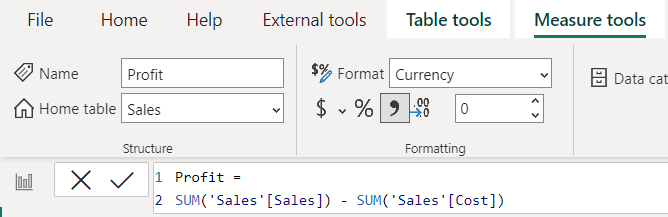 File Home Help External tools Table tools Measure tools
Name Profit $% Format Currency Data cat
Home table Sales $ % , .00 .0 0
Structure Formatting
1 Profit =
2 SUM('Sales'[Sales]) - SUM('Sales'[Cost])